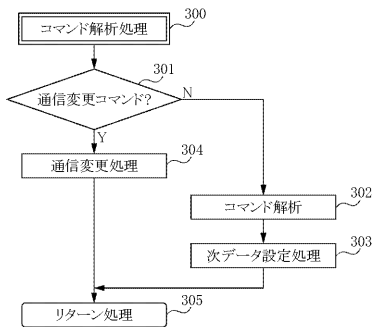 コマンド解析処理
300
301
通信変更コマンド?
N
Y
304
通信変更処理
302
コマンド解析
303
次データ設定処理
305
リターン処理